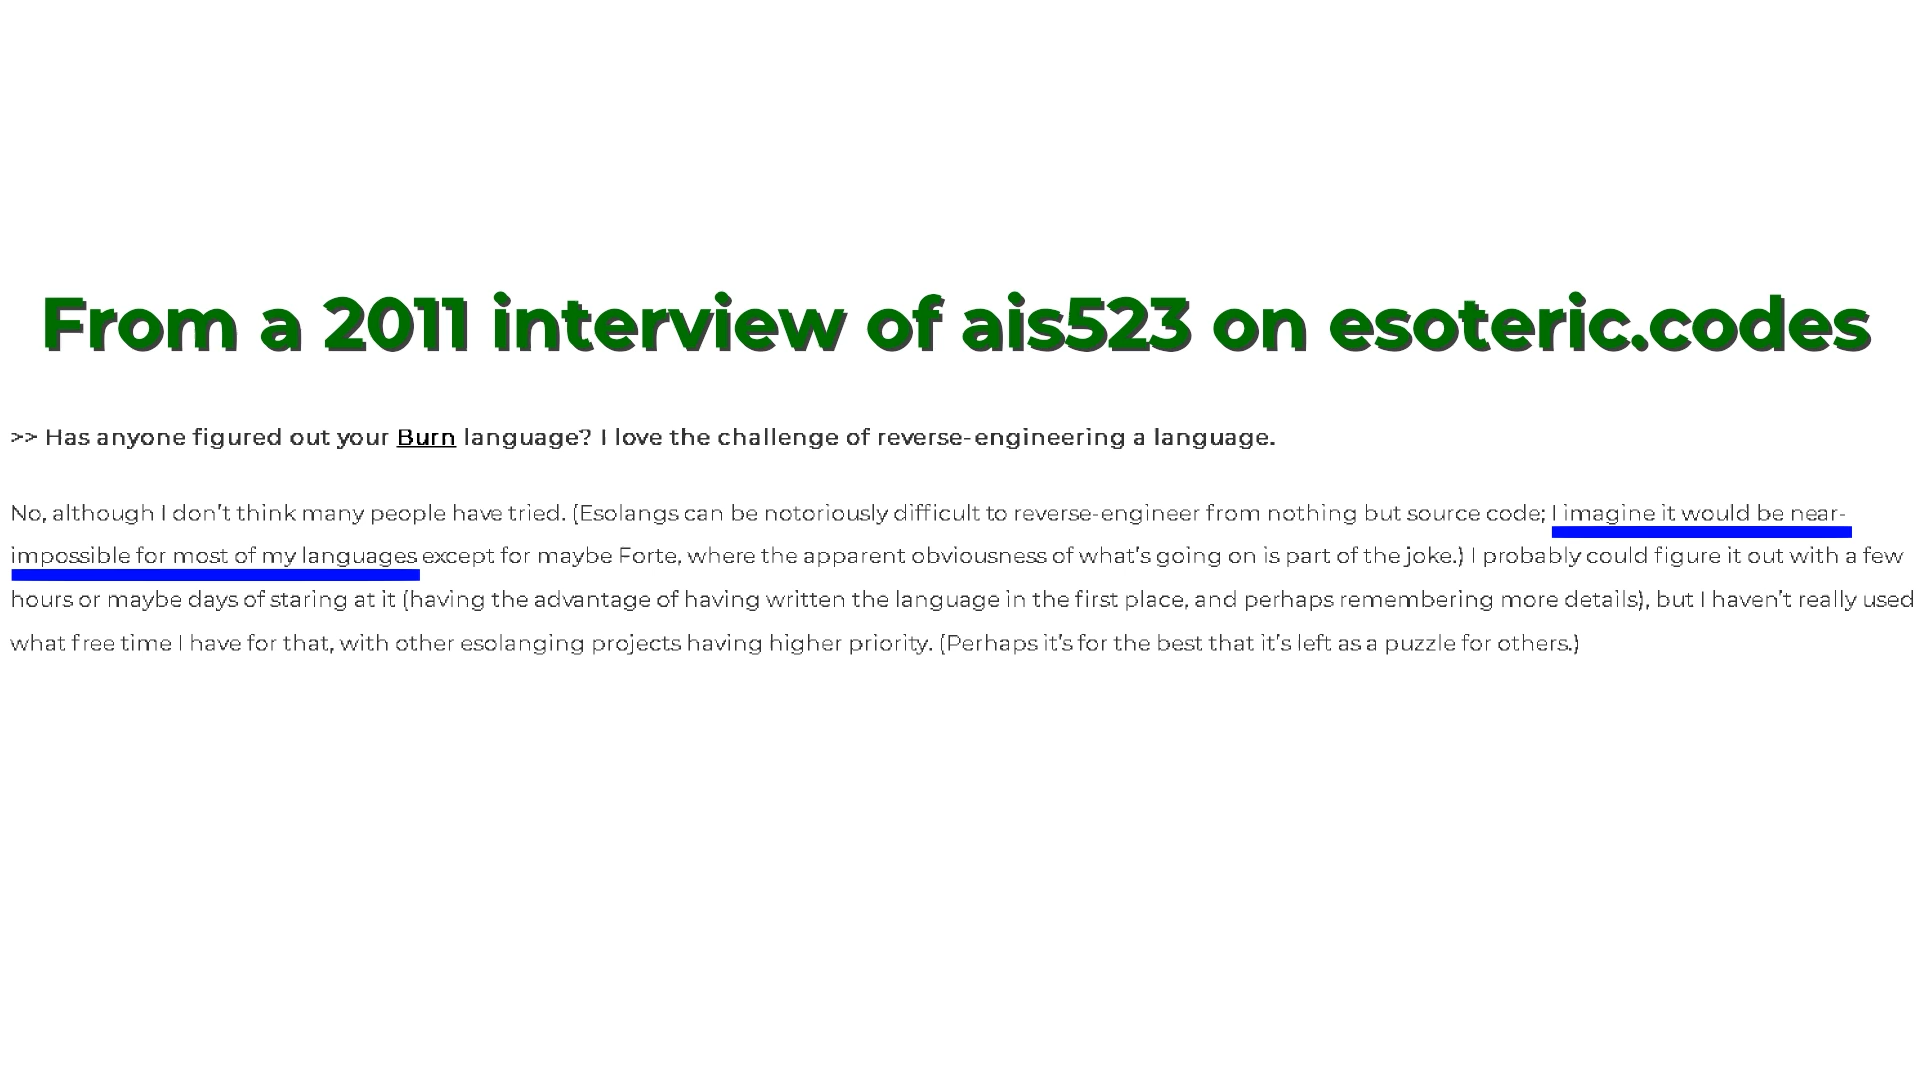 From a 2011 interview of ais523 on esoteric.codes
>> Has anyone figured out your Burn language? I love the challenge of reverse-engineering a language.
No, although I don’t think many people have tried. (Esolangs can be notoriously difficult to reverse-engineer from nothing but source code; I imagine it would be near-
impossible for most of my languages except for maybe Forte, where the apparent obviousness of what’s going on is part of the joke.) I probably could figure it out with a few
hours or maybe days of staring at it (having the advantage of having written the language in the first place, and perhaps remembering more details), but I haven’t really used
what free time I have for that, with other esolanging projects having higher priority. (Perhaps it’s for the best that it’s left as a puzzle for others.)